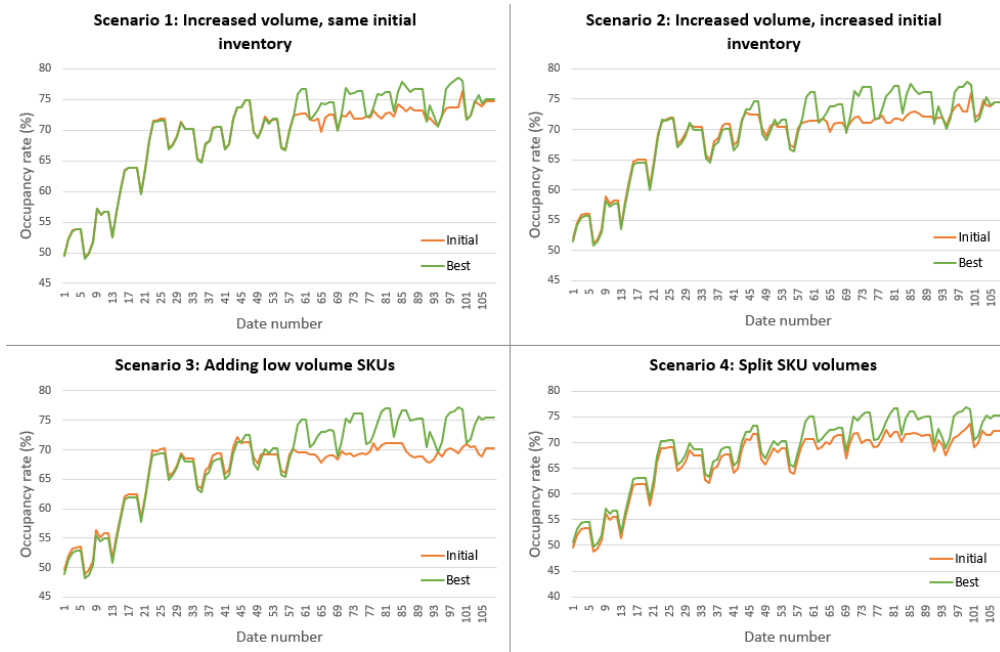 Scenario 1: Increased volume, same initial
inventory
Occupancy rate (%)
80
75
70
65
60
55
50
45
1 5 9 13 17 21 25 29 33 37 41 45 49 53 57 61 65 69 73 77 81 85 89 93 97 101 105
Date number
Initial
Best
Scenario 2: Increased volume, increased initial
inventory
Occupancy rate (%)
80
75
70
65
60
55
50
45
1 5 9 13 17 21 25 29 33 37 41 45 49 53 57 61 65 69 73 77 81 85 89 93 97 101 105
Date number
Initial
Best
Scenario 3: Adding low volume SKUs
Occupancy rate (%)
80
75
70
65
60
55
50
45
1 5 9 13 17 21 25 29 33 37 41 45 49 53 57 61 65 69 73 77 81 85 89 93 97 101 105
Date number
Initial
Best
Scenario 4: Split SKU volumes
Occupancy rate (%)
80
75
70
65
60
55
50
45
40
1 5 9 13 17 21 25 29 33 37 41 45 49 53 57 61 65 69 73 77 81 85 89 93 97 101 105
Date number
Initial
Best